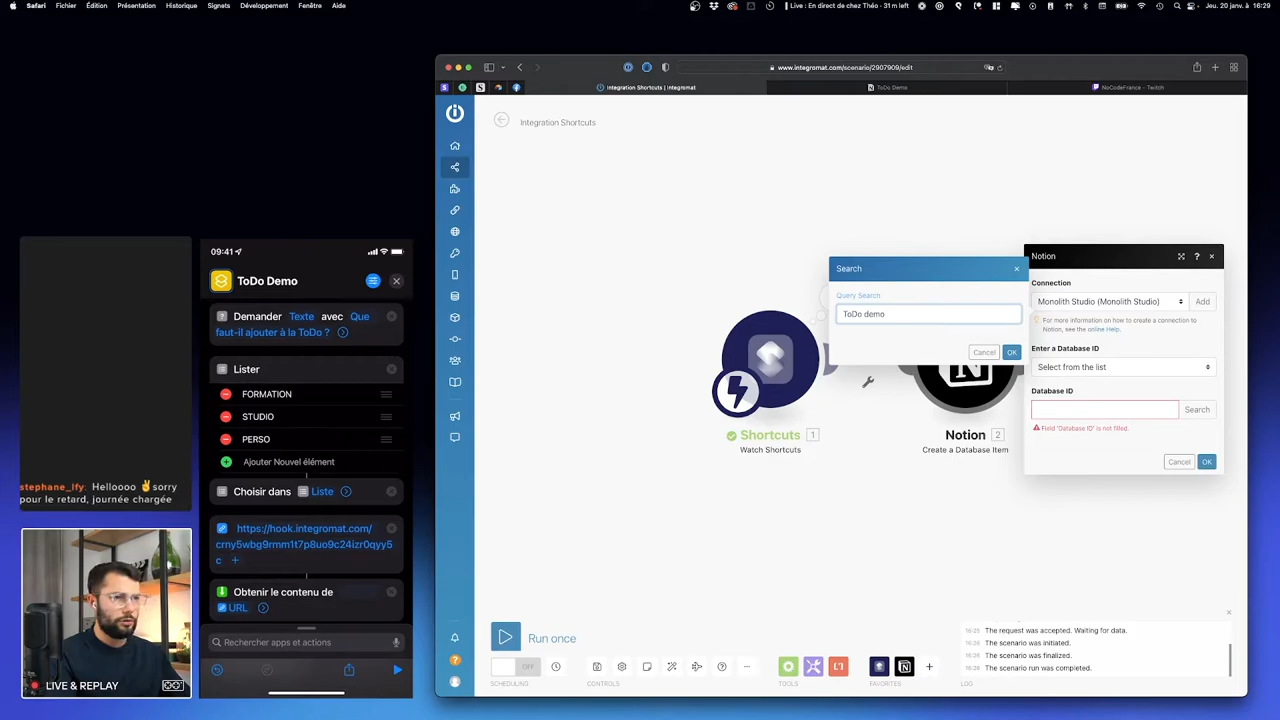 Safari Fichier Édition Présentation Historique Signets Développement Fenêtre Aide
Live : En direct de chez Théo · 31 m left
Jeu. 20 janv. à 16:29
www.integromat.com/scenario/2907909/edit
Integration Shortcuts | Integromat
ToDo Demo
NoCodeFrance – Twitch
Integration Shortcuts
stephane_lfy: Helloooo ✌️sorry
pour le retard, journée chargée
LIVE & REPLAY
09:41
ToDo Demo
Demander Texte avec Que
faut-il ajouter à la ToDo ?
Lister
FORMATION
STUDIO
PERSO
Ajouter Nouvel élément
Choisir dans Liste
https://hook.integromat.com/
crny5wbg9rmm1t7p8uo9c24izr0qyy5
c +
Obtenir le contenu de
URL
Rechercher apps et actions
Search
Query Search
ToDo demo
Cancel OK
Shortcuts 1
Watch Shortcuts
Notion 2
Create a Database Item
Notion
Connection
Monolith Studio (Monolith Studio) Add
For more information on how to create a connection to
Notion, see the online Help.
Enter a Database ID
Select from the list
Database ID
Search
Field 'Database ID' is not filled.
Cancel OK
Run once
OFF
SCHEDULING
CONTROLS
TOOLS
FAVORITES
LOG
16:25 The request was accepted. Waiting for data.
16:26 The scenario was initiated.
16:26 The scenario was finalized.
16:26 The scenario run was completed.